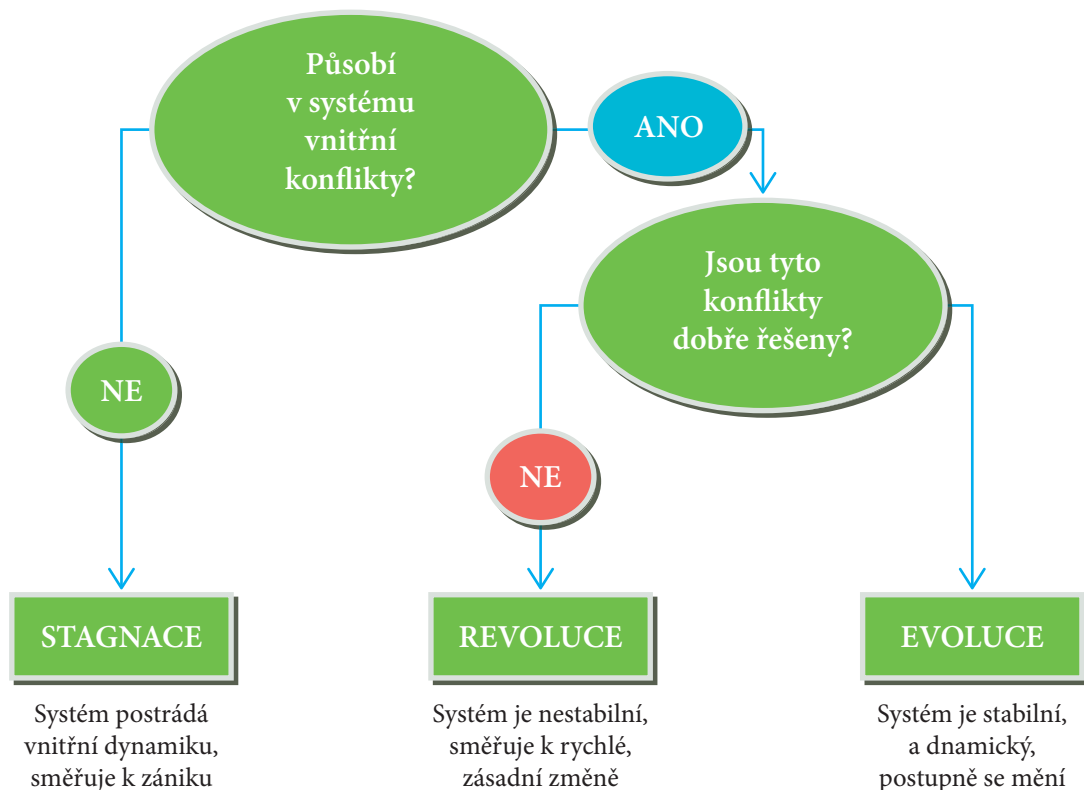 Působí
v systému
vnitřní
konflikty?
ANO
Jsou tyto
konflikty
dobře řešeny?
NE
NE
STAGNACE
REVOLUCE
EVOLUCE
Systém postrádá
vnitřní dynamiku,
směřuje k zániku
Systém je nestabilní,
směřuje k rychlé,
zásadní změně
Systém je stabilní,
a dnamický,
postupně se mění